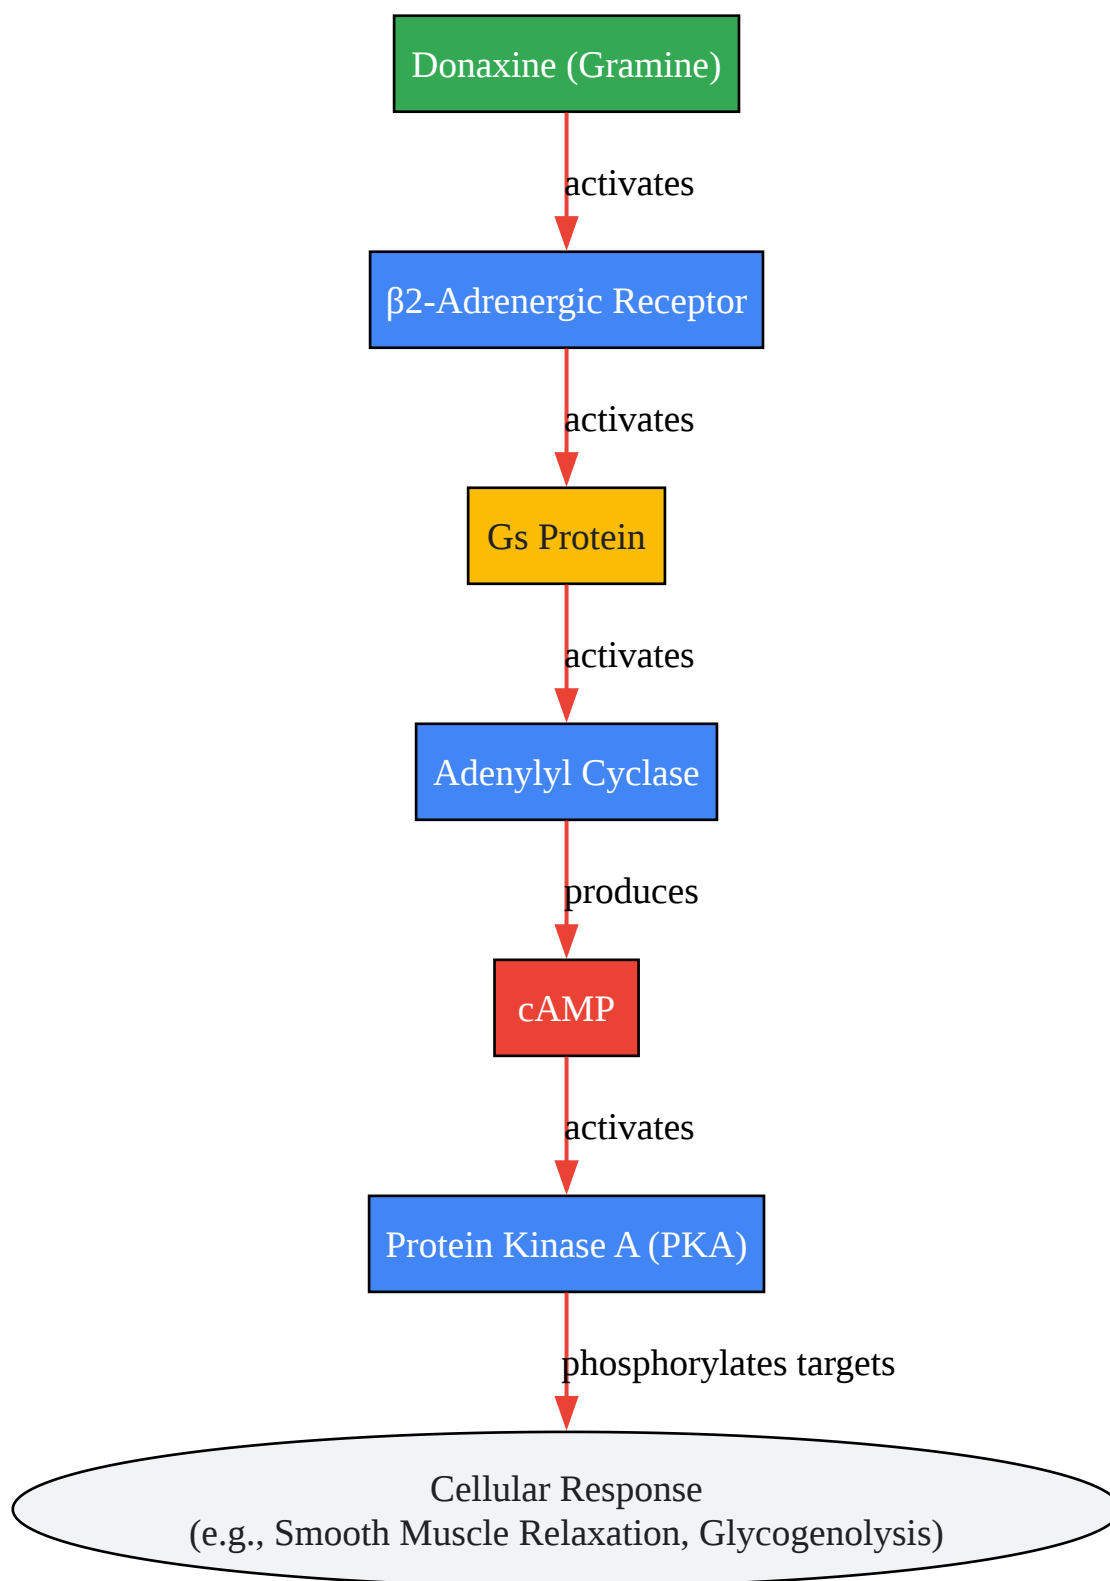 Donaxine (Gramine)
activates
β2-Adrenergic Receptor
activates
Gs Protein
activates
Adenylyl Cyclase
produces
cAMP
activates
Protein Kinase A (PKA)
phosphorylates targets
Cellular Response
(e.g., Smooth Muscle Relaxation, Glycogenolysis)